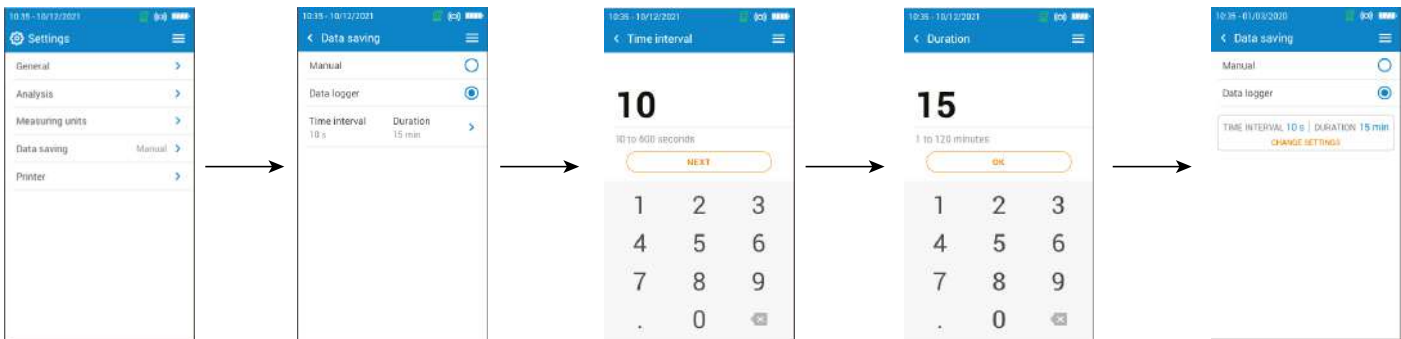 10:35 - 10/12/2021
Settings
General
Analysis
Measuring units
Data saving Manual
Printer
10:35 - 10/12/2021
Data saving
Manual
Data logger
Time interval Duration
10 s 15 min
10:35 - 10/12/2021
Time interval
10
10 to 600 seconds
NEXT
1 2 3
4 5 6
7 8 9
. 0
10:35 - 10/12/2021
Duration
15
1 to 120 minutes
OK
1 2 3
4 5 6
7 8 9
. 0
10:35 - 01/03/2020
Data saving
Manual
Data logger
TIME INTERVAL 10 s | DURATION 15 min
CHANGE SETTINGS